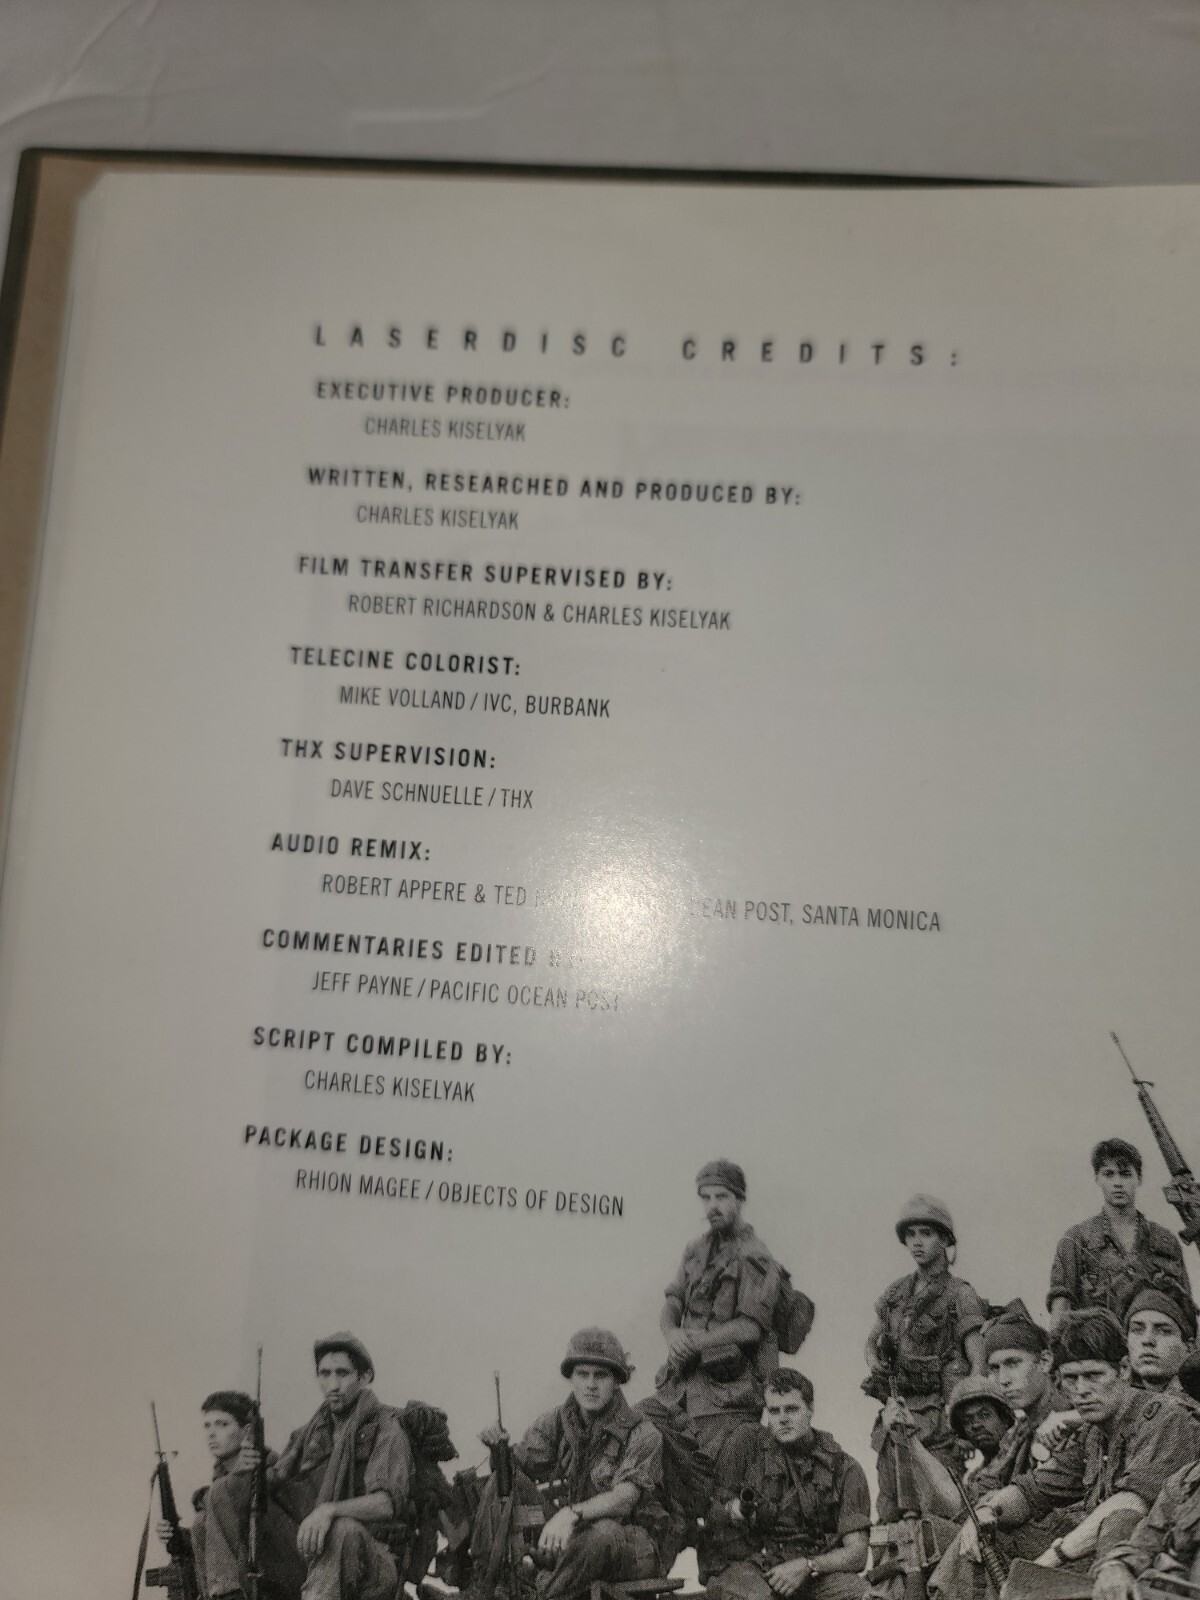 LASERDISC CREDITS:
EXECUTIVE PRODUCER:
CHARLES KISELYAK
WRITTEN, RESEARCHED AND PRODUCED BY:
CHARLES KISELYAK
FILM TRANSFER SUPERVISED BY:
ROBERT RICHARDSON & CHARLES KISELYAK
TELECINE COLORIST:
MIKE VOLLAND / IVC, BURBANK
THX SUPERVISION:
DAVE SCHNUELLE / THX
AUDIO REMIX:
ROBERT APPERE & TED POST, SANTA MONICA
COMMENTARIES EDITED BY:
JEFF PAYNE / PACIFIC OCEAN POST
SCRIPT COMPILED BY:
CHARLES KISELYAK
PACKAGE DESIGN:
RHION MAGEE / OBJECTS OF DESIGN